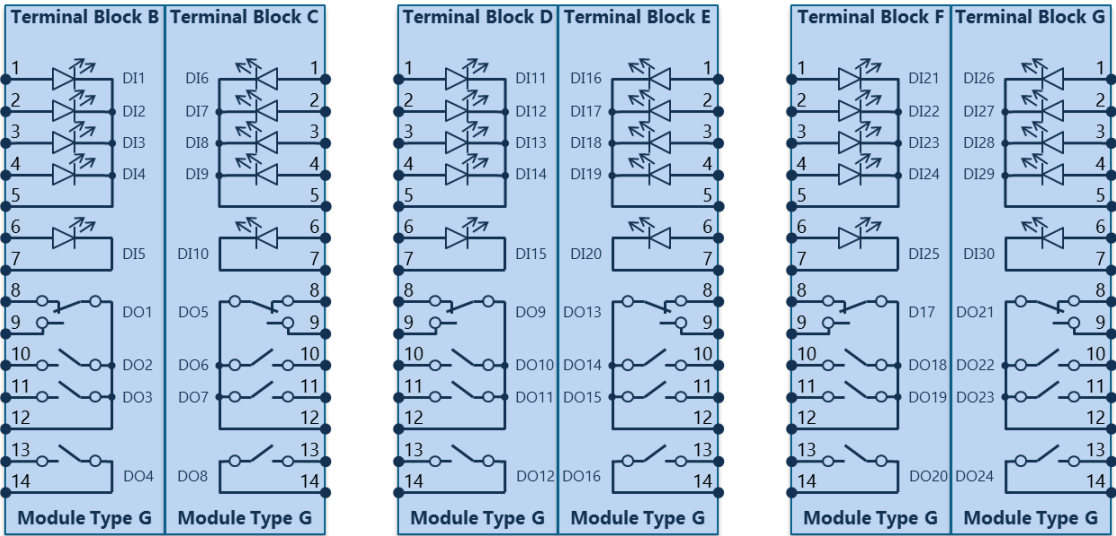 Terminal Block B Terminal Block C
1 DI1 DI6 1
2 DI2 DI7 2
3 DI3 DI8 3
4 DI4 DI9 4
5 5
6 6
7 DI5 DI10 7
8 8
DO1 DO5
9 9
10 DO2 DO6 10
11 DO3 DO7 11
12 12
13 13
DO4 DO8
14 14
Module Type G Module Type G
Terminal Block D Terminal Block E
1 DI11 DI16 1
2 DI12 DI17 2
3 DI13 DI18 3
4 DI14 DI19 4
5 5
6 6
7 DI15 DI20 7
8 8
DO9 DO13
9 9
10 DO10 DO14 10
11 DO11 DO15 11
12 12
13 13
DO12 DO16
14 14
Module Type G Module Type G
Terminal Block F Terminal Block G
1 DI21 DI26 1
2 DI22 DI27 2
3 DI23 DI28 3
4 DI24 DI29 4
5 5
6 6
7 DI25 DI30 7
8 8
D17 DO21
9 9
10 DO18 DO22 10
11 DO19 DO23 11
12 12
13 13
DO20 DO24
14 14
Module Type G Module Type G